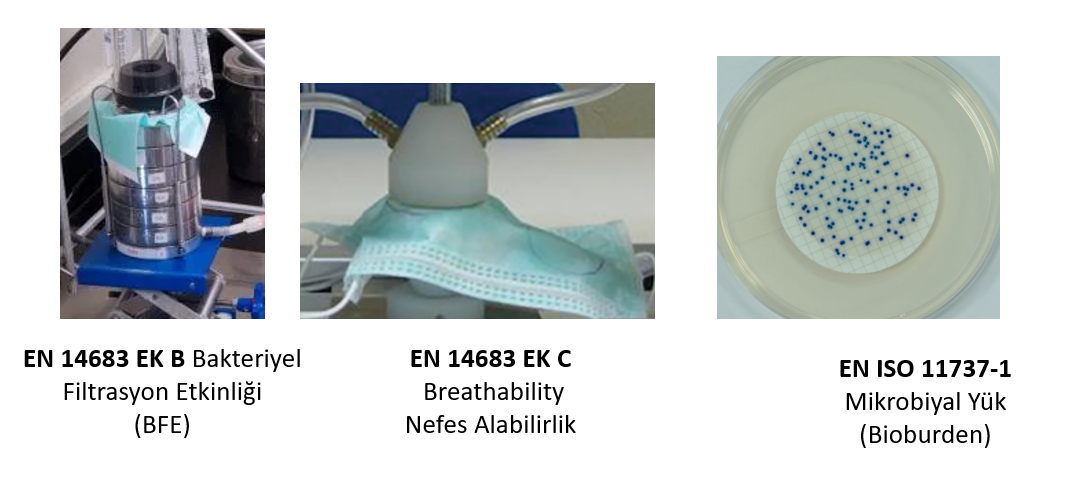 EN 14683 EK B Bakteriyel
Filtrasyon Etkinliği
(BFE)
EN 14683 EK C
Breathability
Nefes Alabilirlik
EN ISO 11737-1
Mikrobiyal Yük
(Bioburden)